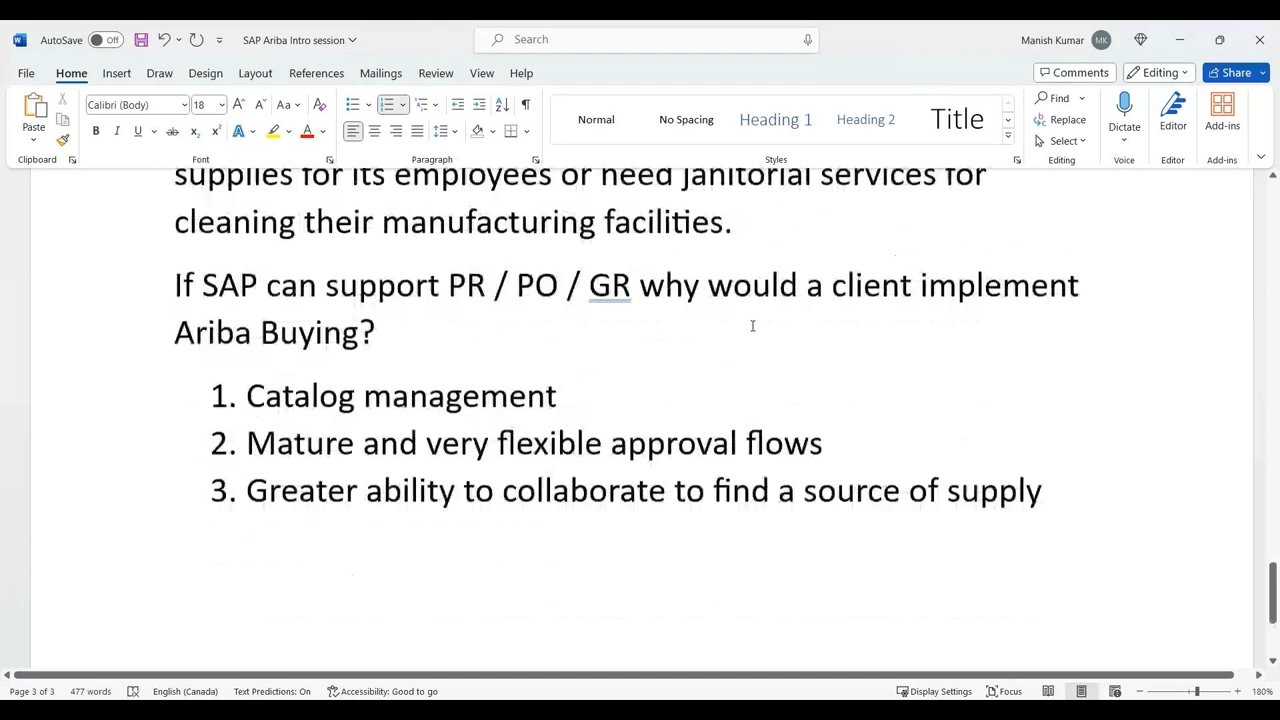 AutoSave Off SAP Ariba Intro session Search Manish Kumar MK
File Home Insert Draw Design Layout References Mailings Review View Help Comments Editing Share
Paste
Clipboard
Calibri (Body) 18 Aa
B I U ab x₂ x² A A
Font
Paragraph
Normal No Spacing Heading 1 Heading 2 Title
Styles
Find
Replace
Select
Editing
Dictate
Voice
Editor
Editor
Add-ins
Add-ins
supplies for its employees or need janitorial services for
cleaning their manufacturing facilities.
If SAP can support PR / PO / GR why would a client implement
Ariba Buying?
1. Catalog management
2. Mature and very flexible approval flows
3. Greater ability to collaborate to find a source of supply
Page 3 of 3 477 words English (Canada) Text Predictions: On Accessibility: Good to go Display Settings Focus 180%